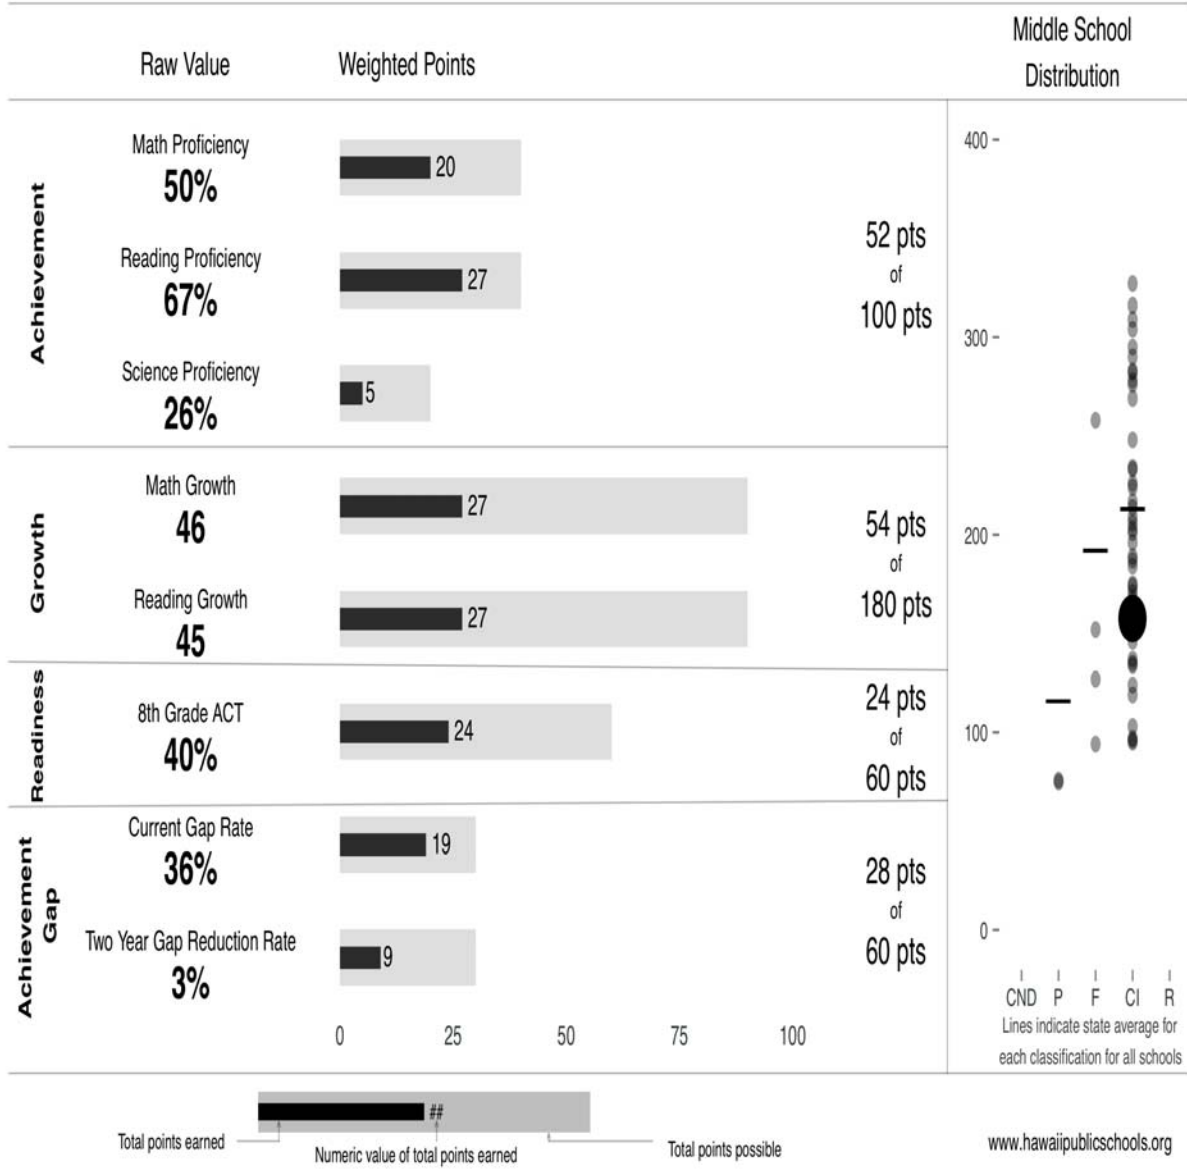 Raw Value
Weighted Points
Middle School
Distribution
Achievement
Math Proficiency
50%
20
Reading Proficiency
67%
27
Science Proficiency
26%
5
52 pts
of
100 pts
Growth
Math Growth
46
27
Reading Growth
45
27
54 pts
of
180 pts
Readiness
8th Grade ACT
40%
24
24 pts
of
60 pts
Achievement
Gap
Current Gap Rate
36%
19
Two Year Gap Reduction Rate
3%
9
28 pts
of
60 pts
0 25 50 75 100
400
300
200
100
0
CND P F CI R
Lines indicate state average for
each classification for all schools
##
Total points earned
Numeric value of total points earned
Total points possible
www.hawaiipublicschools.org